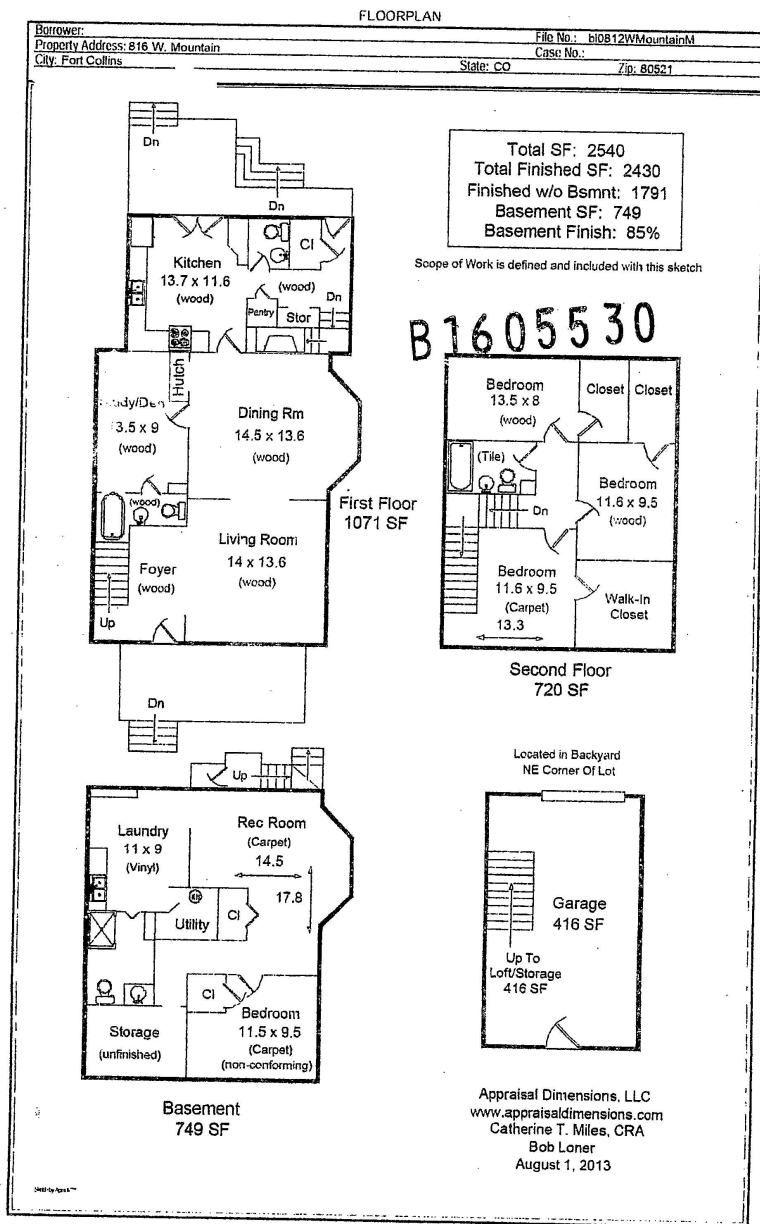 FLOORPLAN
Borrower:
File No.: bl0812WMountainM
Property Address: 816 W. Mountain
Case No.:
City: Fort Collins
State: CO
Zip: 80521
Dn
Dn
Total SF: 2540
Total Finished SF: 2430
Finished w/o Bsmnt: 1791
Basement SF: 749
Basement Finish: 85%
Scope of Work is defined and included with this sketch
B1605530
Kitchen
13.7 x 11.6
(wood)
Cl
(wood)
Pantry
Stor
Dn
Hutch
13.5 x 9
(wood)
Dining Rm
14.5 x 13.6
(wood)
(wood)
Living Room
14 x 13.6
(wood)
Foyer
(wood)
Up
Dn
First Floor
1071 SF
Bedroom
13.5 x 8
(wood)
Closet
Closet
(Tile)
Bedroom
11.6 x 9.5
(wood)
Dn
Bedroom
11.6 x 9.5
(Carpet)
13.3
Walk-In
Closet
Second Floor
720 SF
Up
Laundry
11 x 9
(Vinyl)
Rec Room
(Carpet)
14.5
17.8
Utility
Cl
Cl
Bedroom
11.5 x 9.5
(Carpet)
(non-conforming)
Storage
(unfinished)
Basement
749 SF
Located in Backyard
NE Corner Of Lot
Garage
416 SF
Up To
Loft/Storage
416 SF
Appraisal Dimensions, LLC
www.appraisaldimensions.com
Catherine T. Miles, CRA
Bob Loner
August 1, 2013